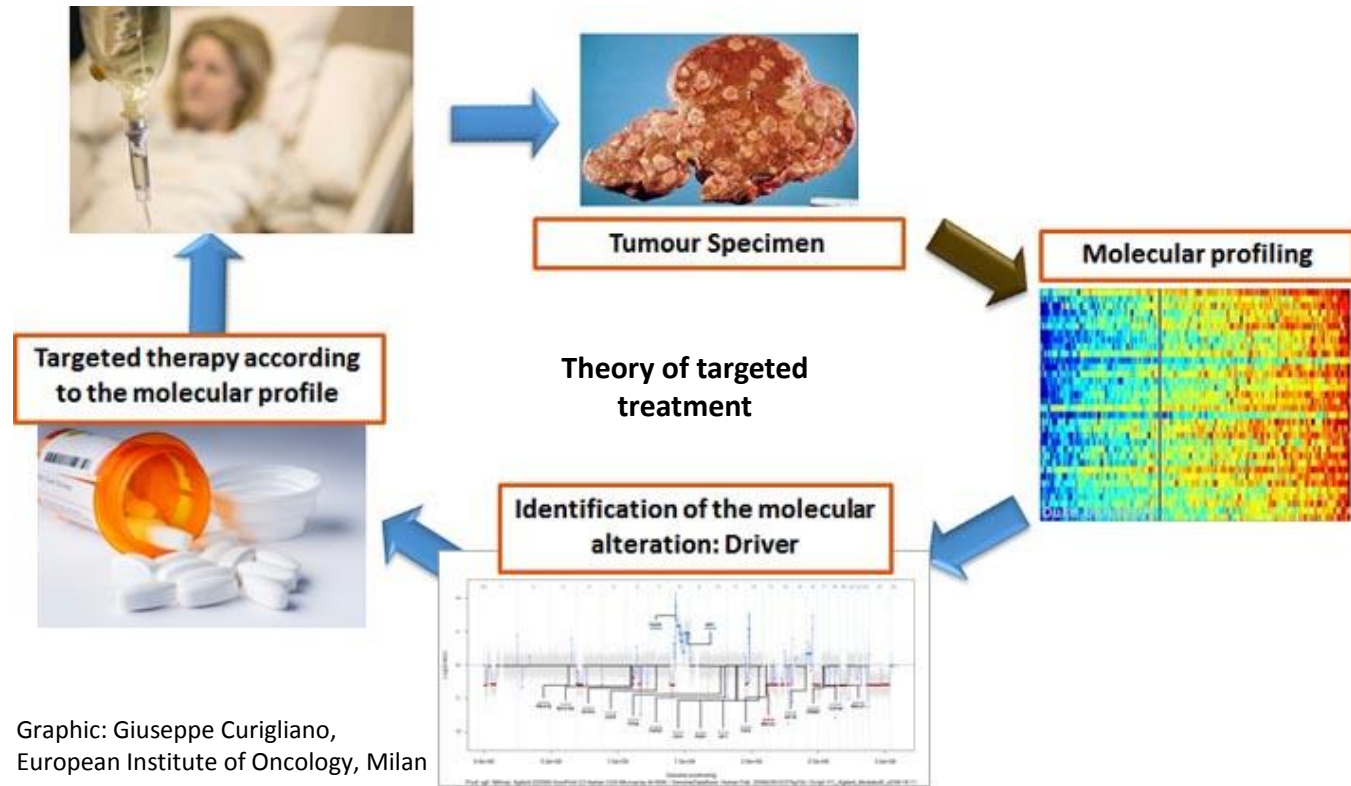 Tumour Specimen
Molecular profiling
Targeted therapy according
to the molecular profile
Theory of targeted
treatment
Identification of the molecular
alteration: Driver
Graphic: Giuseppe Curigliano,
European Institute of Oncology, Milan